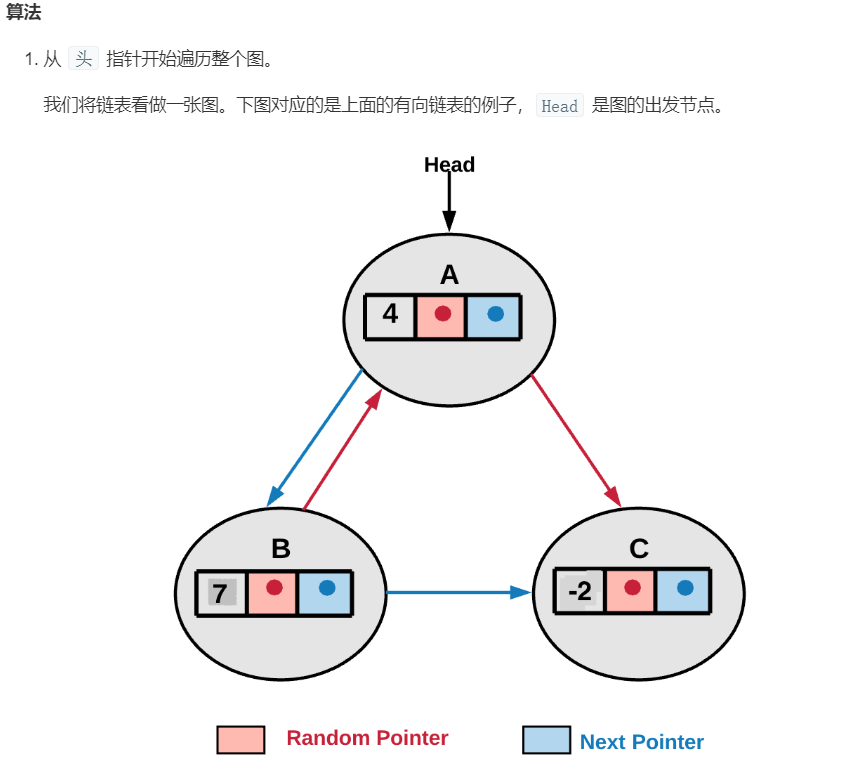 算法
1. 从 头 指针开始遍历整个图。
我们将链表看做一张图。下图对应的是上面的有向链表的例子， Head 是图的出发节点。
Head
A
4
B
C
7
-2
Random Pointer
Next Pointer